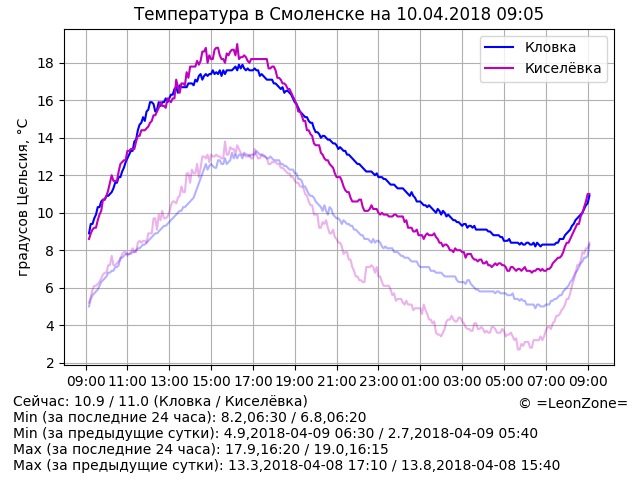 Температура в Смоленске на 10.04.2018 09:05
градусов Цельсия, °C
18
16
14
12
10
8
6
4
2
Кловка
Киселёвка
09:00 11:00 13:00 15:00 17:00 19:00 21:00 23:00 01:00 03:00 05:00 07:00 09:00
Сейчас: 10.9 / 11.0 (Кловка / Киселёвка)
© =LeonZone=
Min (за последние 24 часа): 8.2,06:30 / 6.8,06:20
Min (за предыдущие сутки): 4.9,2018-04-09 06:30 / 2.7,2018-04-09 05:40
Max (за последние 24 часа): 17.9,16:20 / 19.0,16:15
Max (за предыдущие сутки): 13.3,2018-04-08 17:10 / 13.8,2018-04-08 15:40